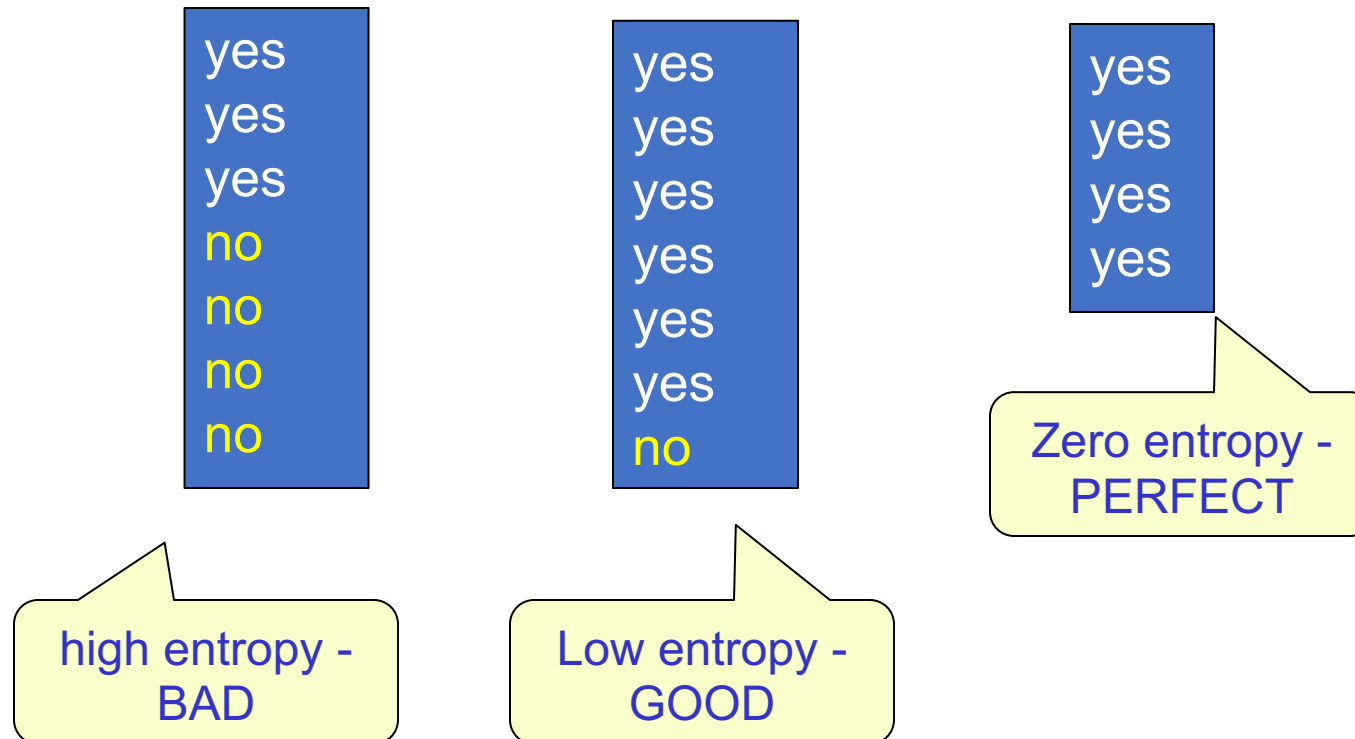 yes
yes
yes
no
no
no
no
high entropy -
BAD
yes
yes
yes
yes
yes
yes
no
Low entropy -
GOOD
yes
yes
yes
yes
Zero entropy -
PERFECT